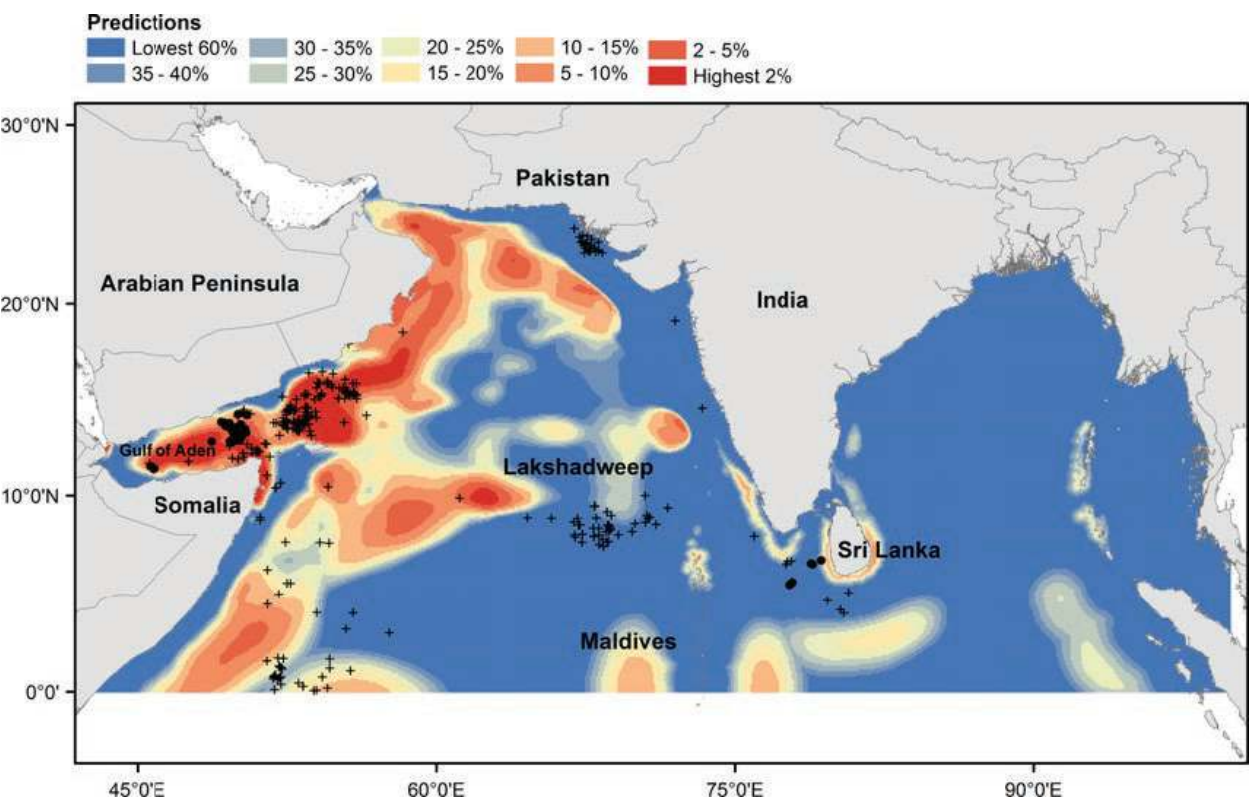 Predictions
Lowest 60% 30 - 35% 20 - 25% 10 - 15% 2 - 5%
35 - 40% 25 - 30% 15 - 20% 5 - 10% Highest 2%
30°0'N
Pakistan
Arabian Peninsula
20°0'N
India
Gulf of Aden
Lakshadweep
10°0'N
Somalia
Sri Lanka
Maldives
0°0'
45°0'E 60°0'E 75°0'E 90°0'E